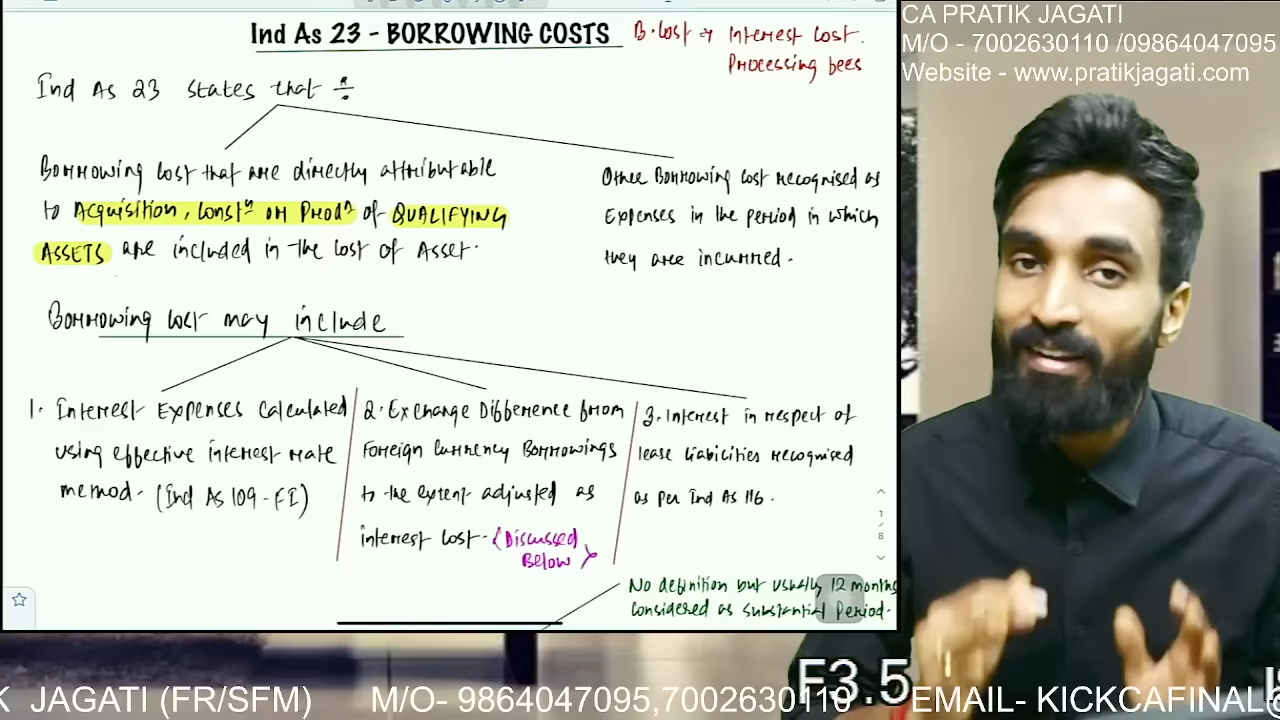 Ind As 23 - BORROWING COSTS
B. Cost → Interest Cost.
Processing bees
Ind As 23 states that ÷
Borrowing cost that are directly attributable
to Acquisition, Constⁿ or Prodⁿ of QUALIFYING
ASSETS are included in the cost of Asset.
Other Borrowing cost recognised as
Expenses in the period in which
they are incurred.
Borrowing cost may include
1. Interest Expenses Calculated
using effective interest rate
method. (Ind As 109-FI)
2. Exchange Difference from
Foreign Currency Borrowings
to the extent adjusted as
interest cost. (Discussed
Below)
3. Interest in respect of
lease liabilities recognised
as per Ind As 116.
1/8
No definition but usually 12 months
Considered as Substantial Period.
CA PRATIK JAGATI
M/O - 7002630110 /09864047095
Website - www.pratikjagati.com
F3.5
K JAGATI (FR/SFM) M/O- 9864047095,7002630110 EMAIL- KICKCAFINAL@